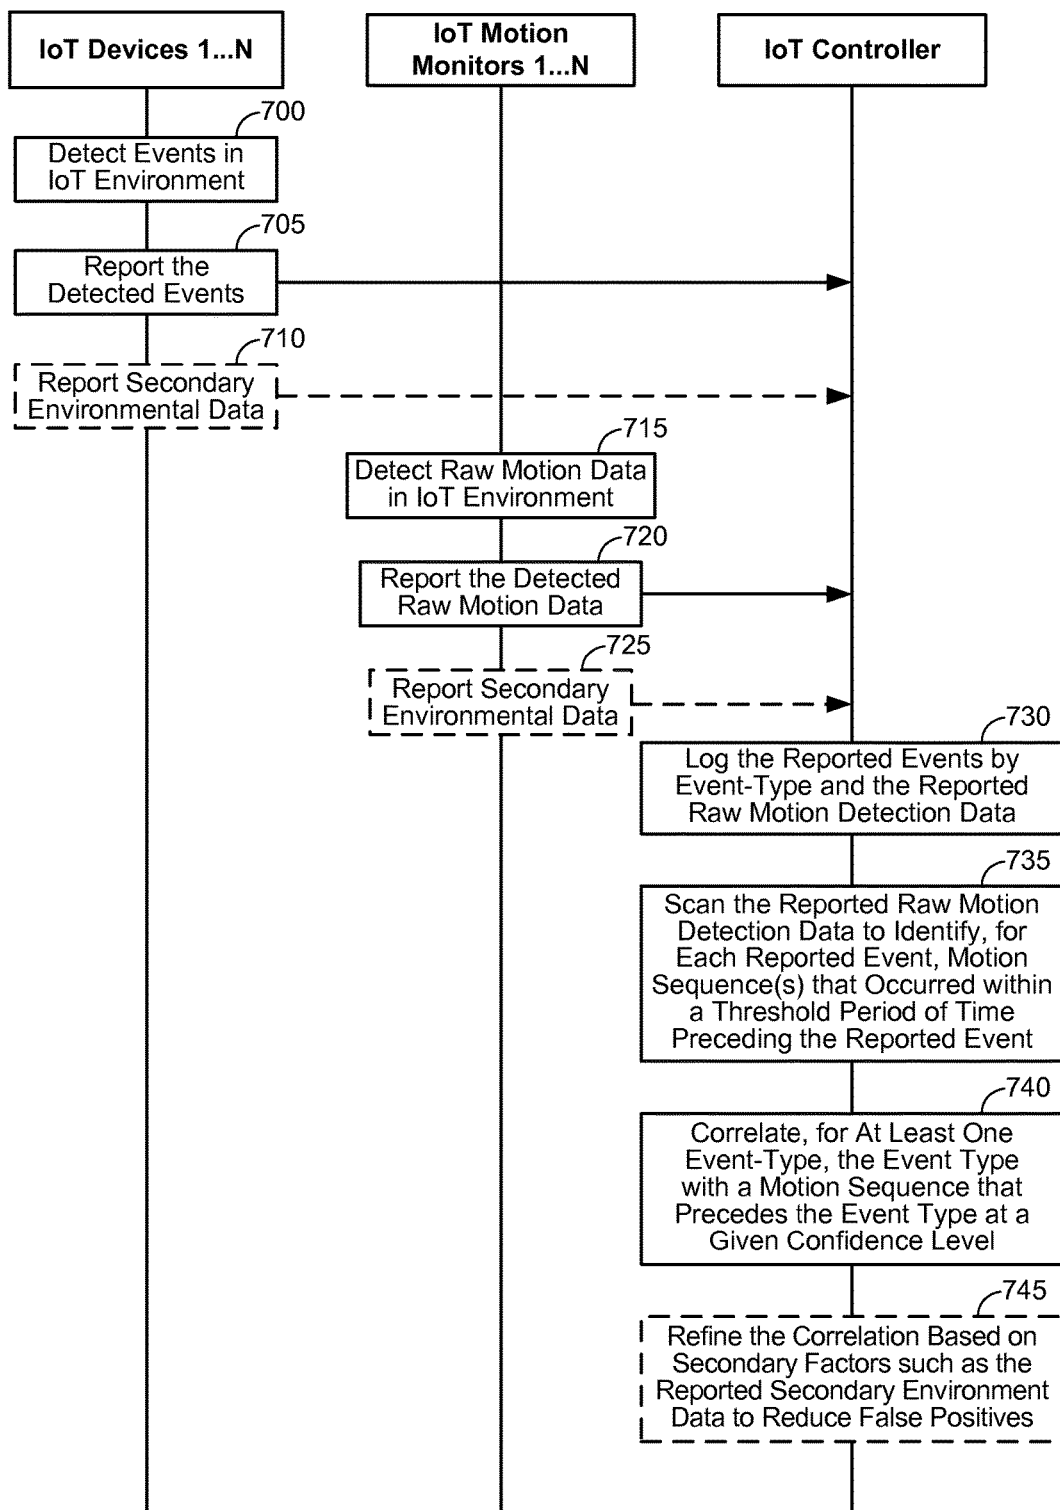 IoT Devices 1...N
IoT Motion
Monitors 1...N
IoT Controller
700
Detect Events in
IoT Environment
705
Report the
Detected Events
710
Report Secondary
Environmental Data
715
Detect Raw Motion Data
in IoT Environment
720
Report the Detected
Raw Motion Data
725
Report Secondary
Environmental Data
730
Log the Reported Events by
Event-Type and the Reported
Raw Motion Detection Data
735
Scan the Reported Raw Motion
Detection Data to Identify, for
Each Reported Event, Motion
Sequence(s) that Occurred within
a Threshold Period of Time
Preceding the Reported Event
740
Correlate, for At Least One
Event-Type, the Event Type
with a Motion Sequence that
Precedes the Event Type at a
Given Confidence Level
745
Refine the Correlation Based on
Secondary Factors such as the
Reported Secondary Environment
Data to Reduce False Positives